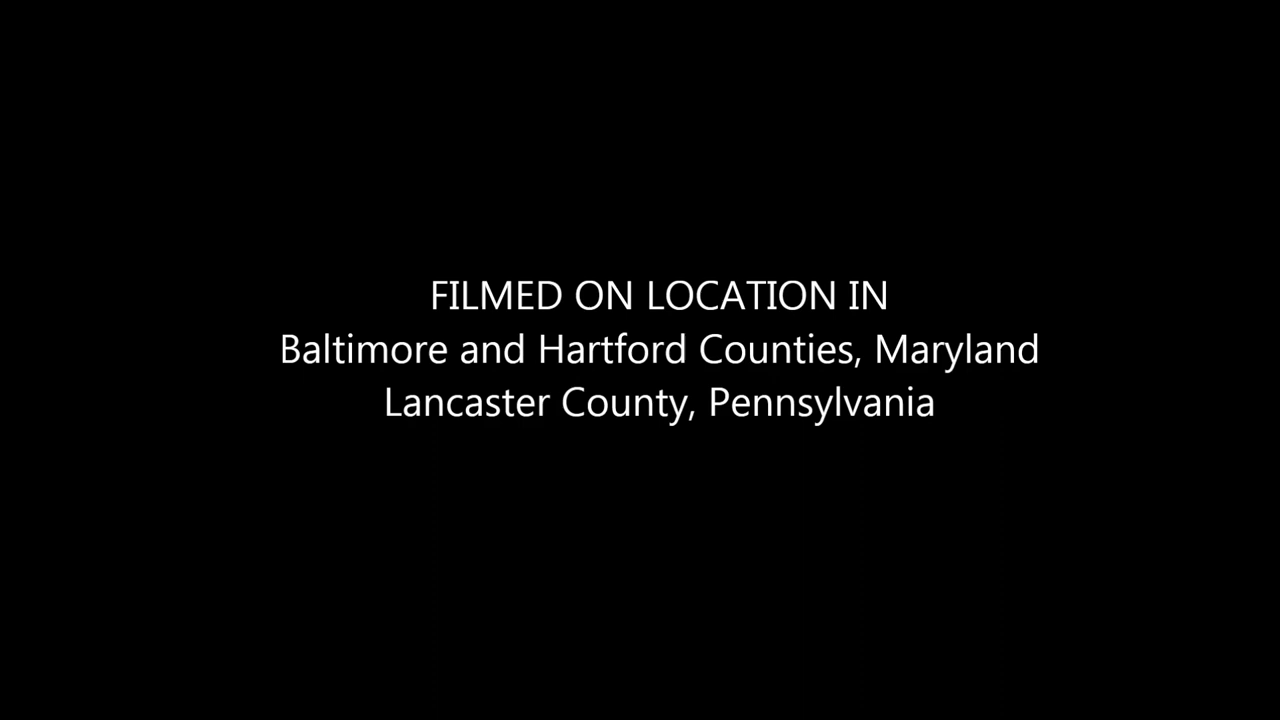 FILMED ON LOCATION IN
Baltimore and Hartford Counties, Maryland
Lancaster County, Pennsylvania